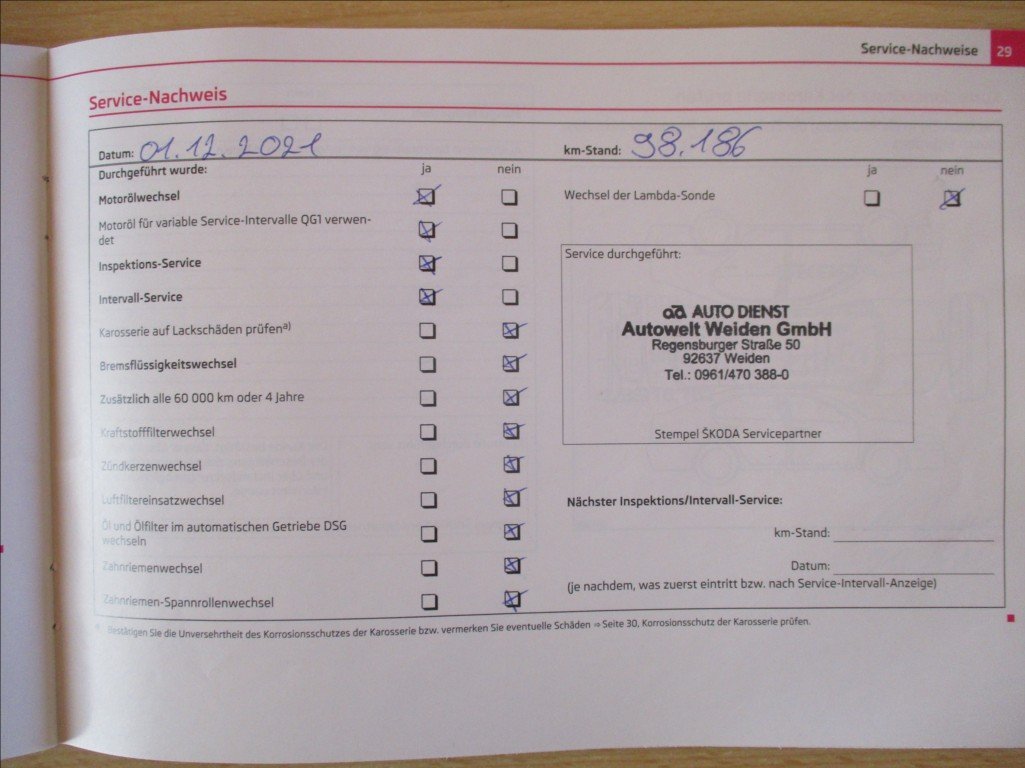 Service-Nachweise 29
Service-Nachweis
Datum: 01.12.2021
km-Stand: 98.186
Durchgeführt wurde: ja nein
ja nein
Motorölwechsel
Wechsel der Lambda-Sonde
Motoröl für variable Service-Intervalle QG1 verwen-
det
Inspektions-Service
Intervall-Service
Karosserie auf Lackschäden prüfena)
Bremsflüssigkeitswechsel
Zusätzlich alle 60 000 km oder 4 Jahre
Kraftstofffilterwechsel
Zündkerzenwechsel
Luftfiltereinsatzwechsel
Öl und Ölfilter im automatischen Getriebe DSG
wechseln
Zahnriemenwechsel
Zahnriemen-Spannrollenwechsel
Service durchgeführt:
ad AUTO DIENST
Autowelt Weiden GmbH
Regensburger Straße 50
92637 Weiden
Tel.: 0961/470 388-0
Stempel ŠKODA Servicepartner
Nächster Inspektions/Intervall-Service:
km-Stand:
Datum:
(je nachdem, was zuerst eintritt bzw. nach Service-Intervall-Anzeige)
Bestätigen Sie die Unversehrtheit des Korrosionsschutzes der Karosserie bzw. vermerken Sie eventuelle Schäden ⇒ Seite 30, Korrosionsschutz der Karosserie prüfen.